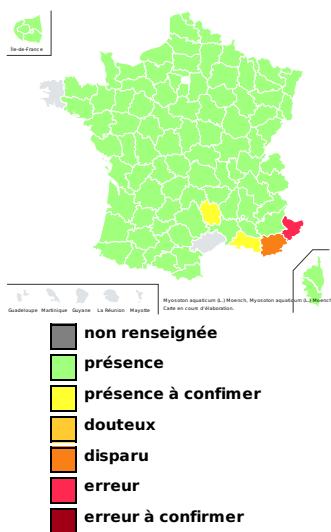 Île-de-France
Guadeloupe Martinique Guyane La Réunion Mayotte
Myosoton aquaticum (L.) Moench, Myosoton aquaticum (L.) Moench
Carte en cours d'élaboration.
non renseignée
présence
présence à confimer
douteux
disparu
erreur
erreur à confirmer